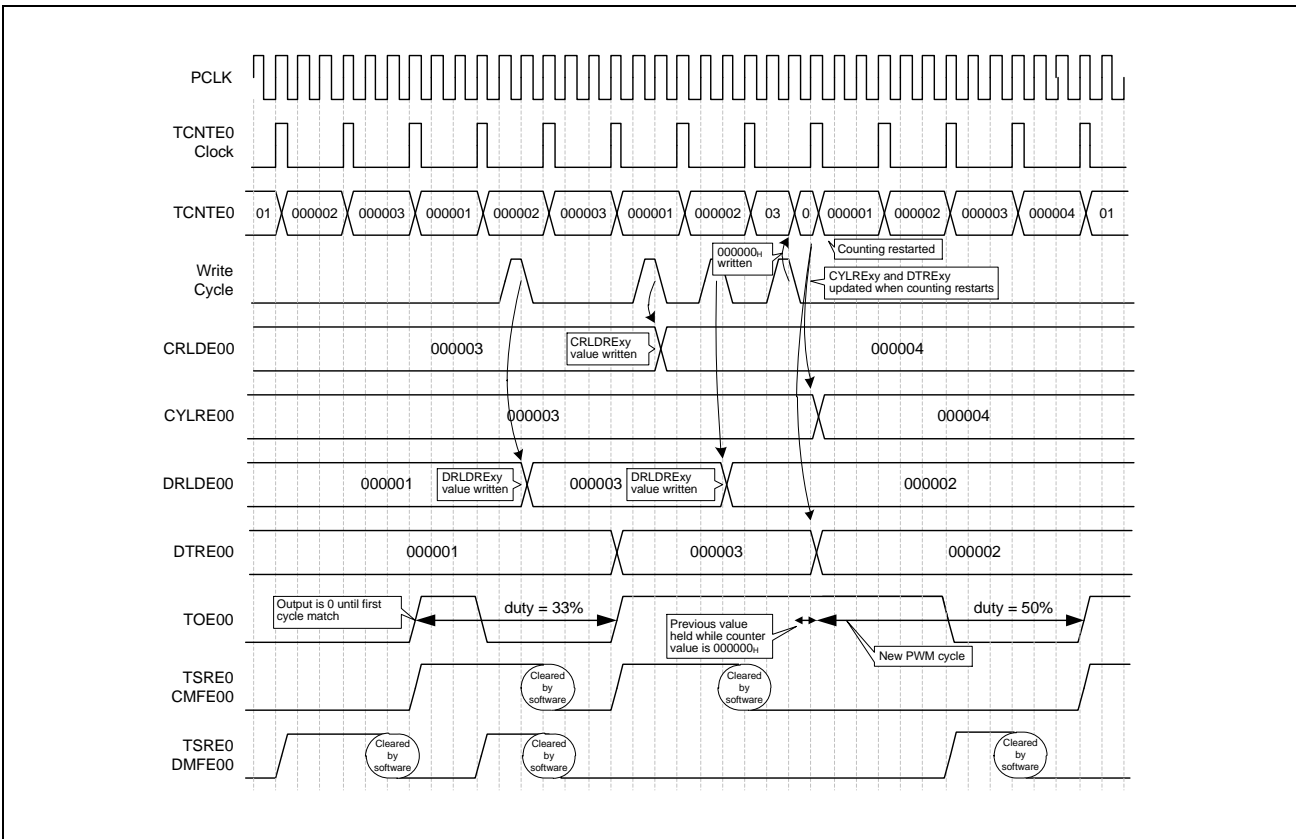 PCLK
TCNTE0
Clock
TCNTE0
01 000002 000003 000001 000002 000003 000001 000002 03 0 000001 000002 000003 000004 01
Counting restarted
000000H
written
Write
Cycle
CYLRExy and DTRExy
updated when counting restarts
CRLDE00
000003
CRLDRExy
value written
000004
CYLRE00
000003
000004
DRLDE00
000001
DRLDRExy
value written
000003
DRLDRExy
value written
000002
DTRE00
000001
000003
000002
TOE00
Output is 0 until first
cycle match
duty = 33%
Previous value
held while counter
value is 000000H
duty = 50%
New PWM cycle
TSRE0
CMFE00
Cleared
by
software
Cleared
by
software
TSRE0
DMFE00
Cleared
by
software
Cleared
by
software
Cleared
by
software